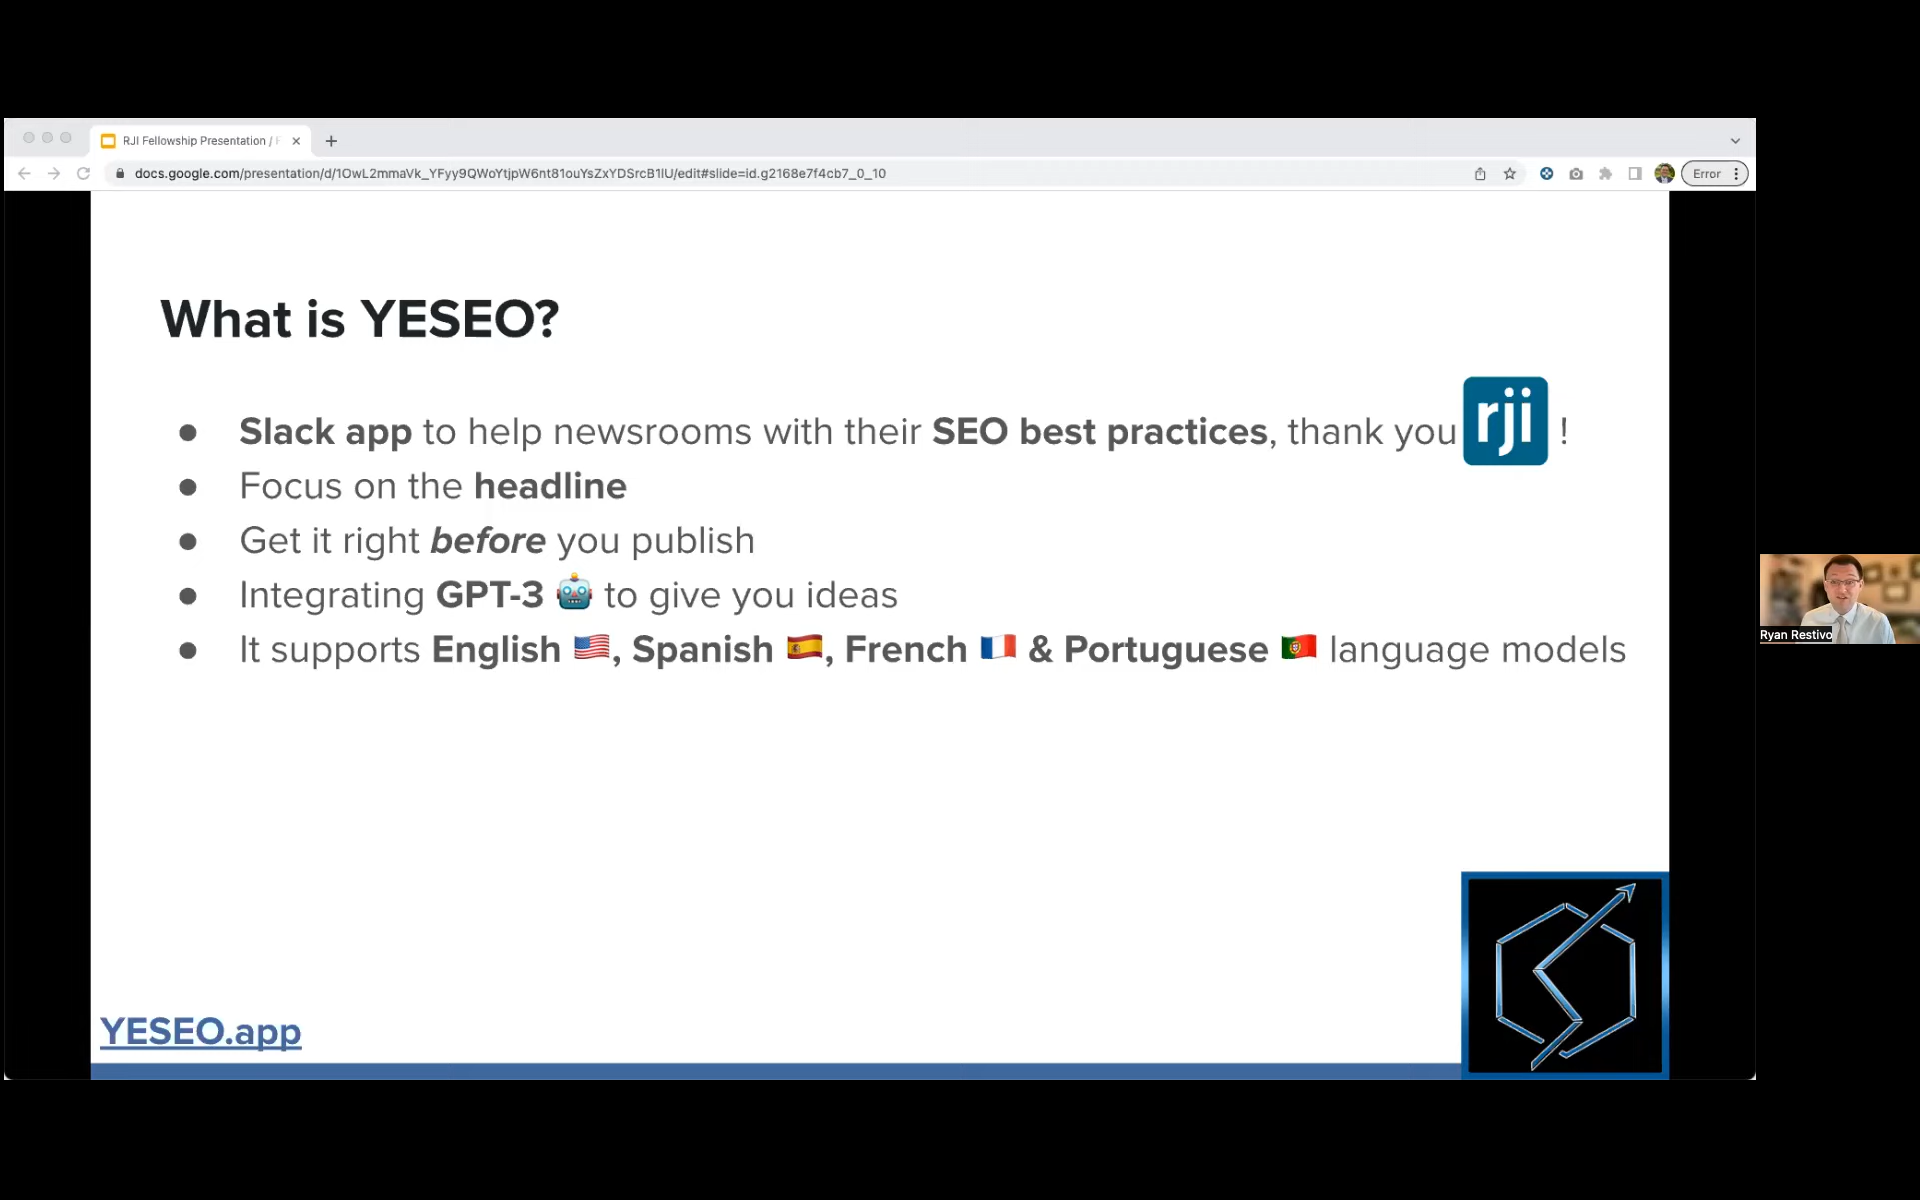 RJI Fellowship Presentation /
docs.google.com/presentation/d/1OwL2mmaVk_YFyy9QWoYtjpW6nt81ouYsZxYDSrcB1lU/edit#slide=id.g2168e7f4cb7_0_10
Error
What is YESEO?
● Slack app to help newsrooms with their SEO best practices, thank you rji !
● Focus on the headline
● Get it right before you publish
● Integrating GPT-3 🤖 to give you ideas
● It supports English 🇺🇸, Spanish 🇪🇸, French 🇫🇷 & Portuguese 🇵🇹 language models
Ryan Restivo
YESEO.app